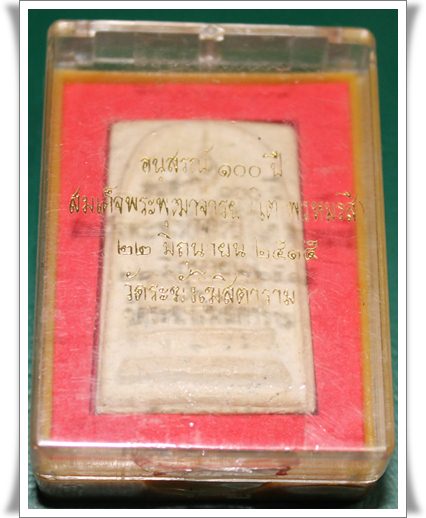 อนุสรณ์ ๑๐๐ ปี
สมเด็จพระพุฒาจารย์ โต พรหมรังสี
๒๒ มิถุนายน ๒๕๑๕
วัดระฆังโฆสิตาราม